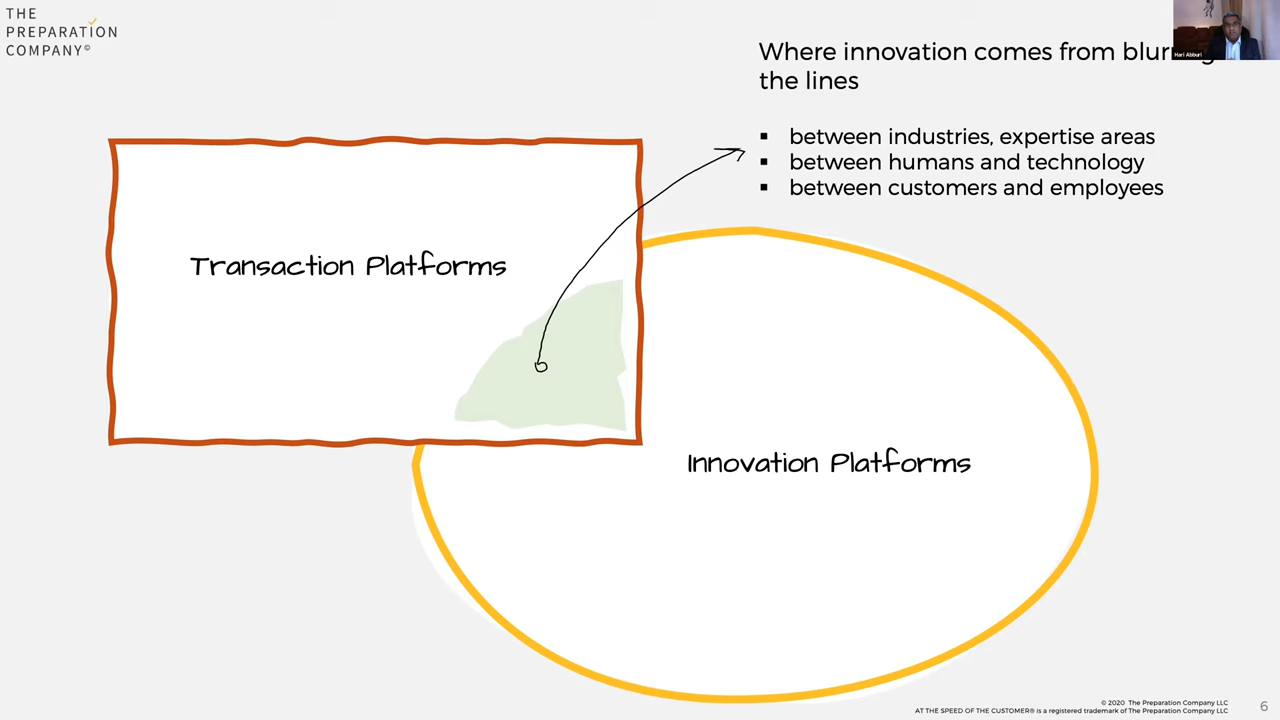 THE
PREPARATION
COMPANY©
Hari Abburi
Where innovation comes from
the lines
▪ between industries, expertise areas
▪ between humans and technology
▪ between customers and employees
Transaction Platforms
Innovation Platforms
© 2020 The Preparation Company LLC
AT THE SPEED OF THE CUSTOMER® is a registered trademark of The Preparation Company LLC
6